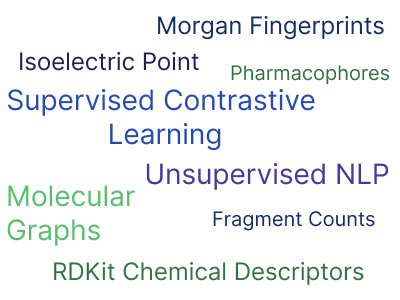 Morgan Fingerprints
Isoelectric Point
Pharmacophores
Supervised Contrastive
Learning
Unsupervised NLP
Molecular
Graphs
Fragment Counts
RDKit Chemical Descriptors